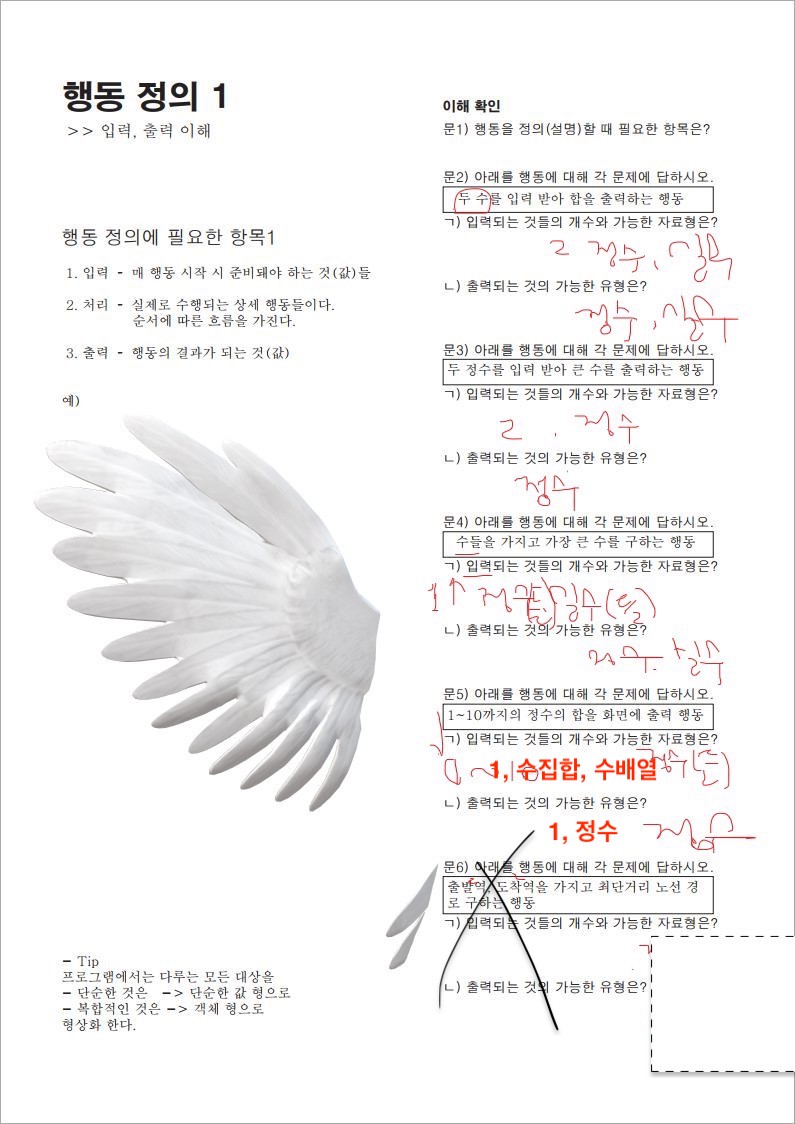 행동 정의 1
>> 입력, 출력 이해
행동 정의에 필요한 항목1
1. 입력 - 매 행동 시작 시 준비돼야 하는 것(값)들
2. 처리 - 실제로 수행되는 상세 행동들이다.
순서에 따른 흐름을 가진다.
3. 출력 - 행동의 결과가 되는 것(값)
예)
- Tip
프로그램에서는 다루는 모든 대상을
- 단순한 것은 -> 단순한 값 형으로
- 복합적인 것은 -> 객체 형으로
형상화 한다.
이해 확인
문1) 행동을 정의(설명)할 때 필요한 항목은?
문2) 아래를 행동에 대해 각 문제에 답하시오.
두 수를 입력 받아 합을 출력하는 행동
ㄱ) 입력되는 것들의 개수와 가능한 자료형은?
2 정수, 실수
ㄴ) 출력되는 것의 가능한 유형은?
정수, 실수
문3) 아래를 행동에 대해 각 문제에 답하시오.
두 정수를 입력 받아 큰 수를 출력하는 행동
ㄱ) 입력되는 것들의 개수와 가능한 자료형은?
2, 정수
ㄴ) 출력되는 것의 가능한 유형은?
정수
문4) 아래를 행동에 대해 각 문제에 답하시오.
수들을 가지고 가장 큰 수를 구하는 행동
ㄱ) 입력되는 것들의 개수와 가능한 자료형은?
실수(들)
ㄴ) 출력되는 것의 가능한 유형은?
정수, 실수
문5) 아래를 행동에 대해 각 문제에 답하시오.
1~10까지의 정수의 합을 화면에 출력 행동
ㄱ) 입력되는 것들의 개수와 가능한 자료형은?
1, 수집합, 수배열 정수(들)
ㄴ) 출력되는 것의 가능한 유형은?
1, 정수 정수
문6) 아래를 행동에 대해 각 문제에 답하시오.
출발역, 도착역을 가지고 최단거리 노선 경
로 구하는 행동
ㄱ) 입력되는 것들의 개수와 가능한 자료형은?
ㄴ) 출력되는 것의 가능한 유형은?